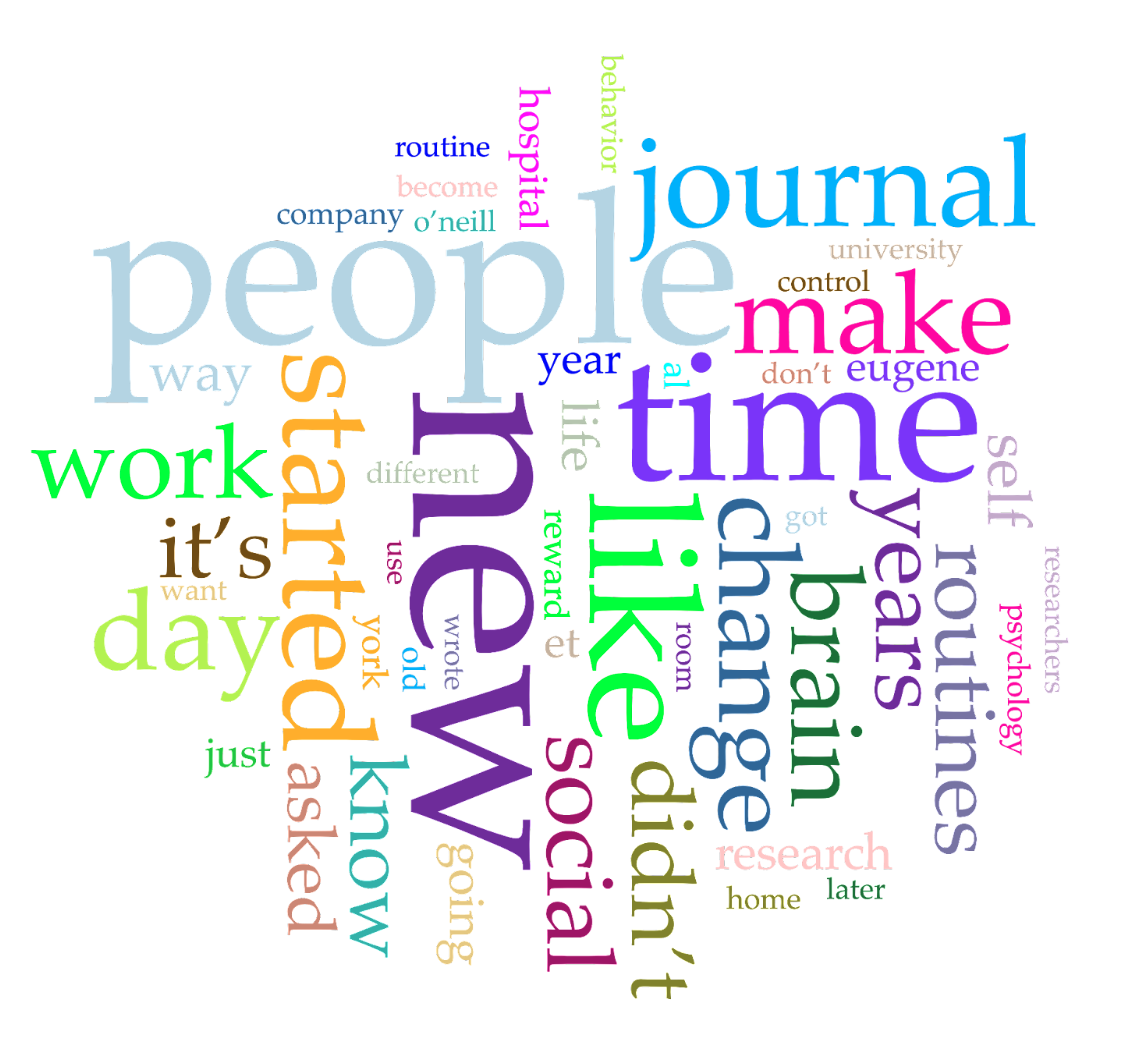 behavior
hospital
routine
journal
become
company
o’neill
people
university
control
make
way
year
al
don’t
eugene
started
time
new
life
work
self
different
like
change
years
got
it’s
reward
use
brain
routines
researchers
want
day
york
wrote
old
et
room
psychology
just
know
social
didn’t
asked
going
research
home
later